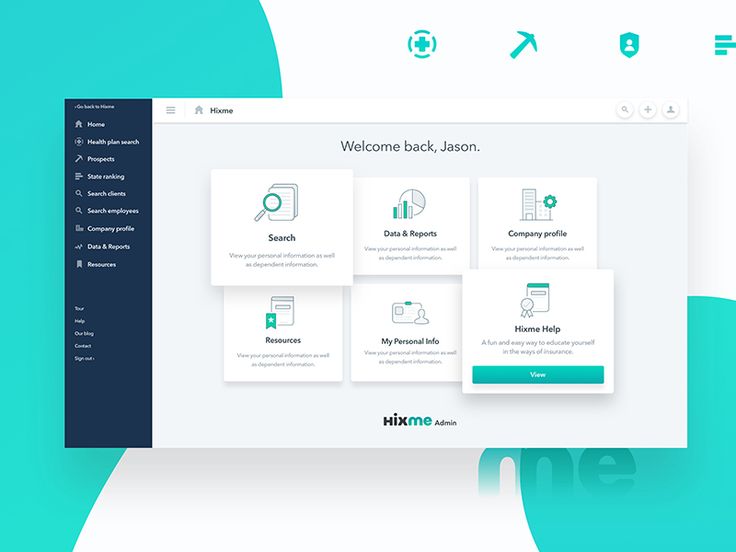 ‹ Go back to Hixme
Home
Health plan search
Prospects
State ranking
Search clients
Search employees
Company profile
Data & Reports
Resources
Tour
Help
Our blog
Contact
Sign out ›
Hixme
Welcome back, Jason.
Search
View your personal information as well
as dependent information.
Data & Reports
View your personal information as well
as dependent information.
Company profile
View your personal information as well
as dependent information.
Resources
View your personal information as well
as dependent information.
My Personal Info
View your personal information as well
as dependent information.
Hixme Help
A fun and easy way to educate yourself
in the ways of insurance.
View
Hixme Admin
me